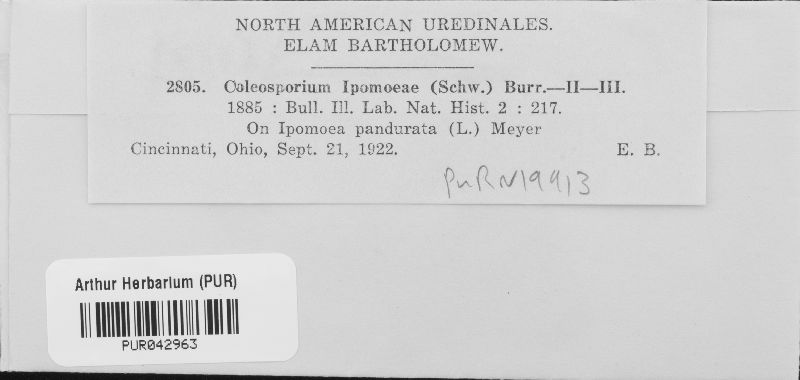 NORTH AMERICAN UREDINALES.
ELAM BARTHOLOMEW.
2805. Coleosporium Ipomoeae (Schw.) Burr.—II—III.
1885 : Bull. Ill. Lab. Nat. Hist. 2 : 217.
On Ipomoea pandurata (L.) Meyer
Cincinnati, Ohio, Sept. 21, 1922. E. B.
PURN19913
Arthur Herbarium (PUR)
PUR042963